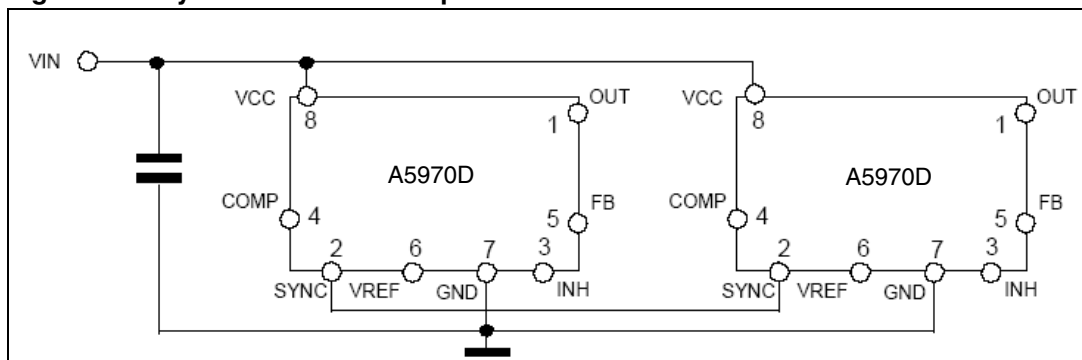 VIN
VCC
8
OUT
1
A5970D
COMP
4
FB
5
2
6
7
3
SYNC
VREF
GND
INH
VCC
8
OUT
1
A5970D
COMP
4
FB
5
2
6
7
3
SYNC
VREF
GND
INH